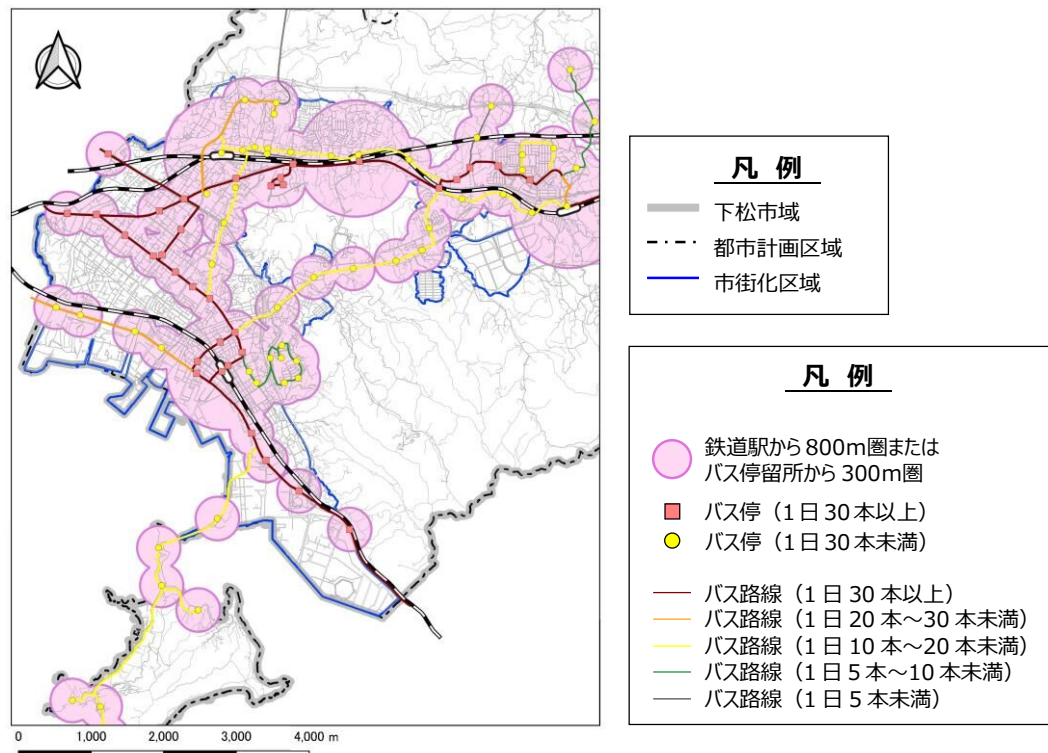 凡 例
下松市域
都市計画区域
市街化区域
凡 例
鉄道駅から800m圏または
バス停留所から300m圏
バス停（1日30本以上）
バス停（1日30本未満）
バス路線（1日30本以上）
バス路線（1日20本～30本未満）
バス路線（1日10本～20本未満）
バス路線（1日5本～10本未満）
バス路線（1日5本未満）
0 1,000 2,000 3,000 4,000 m